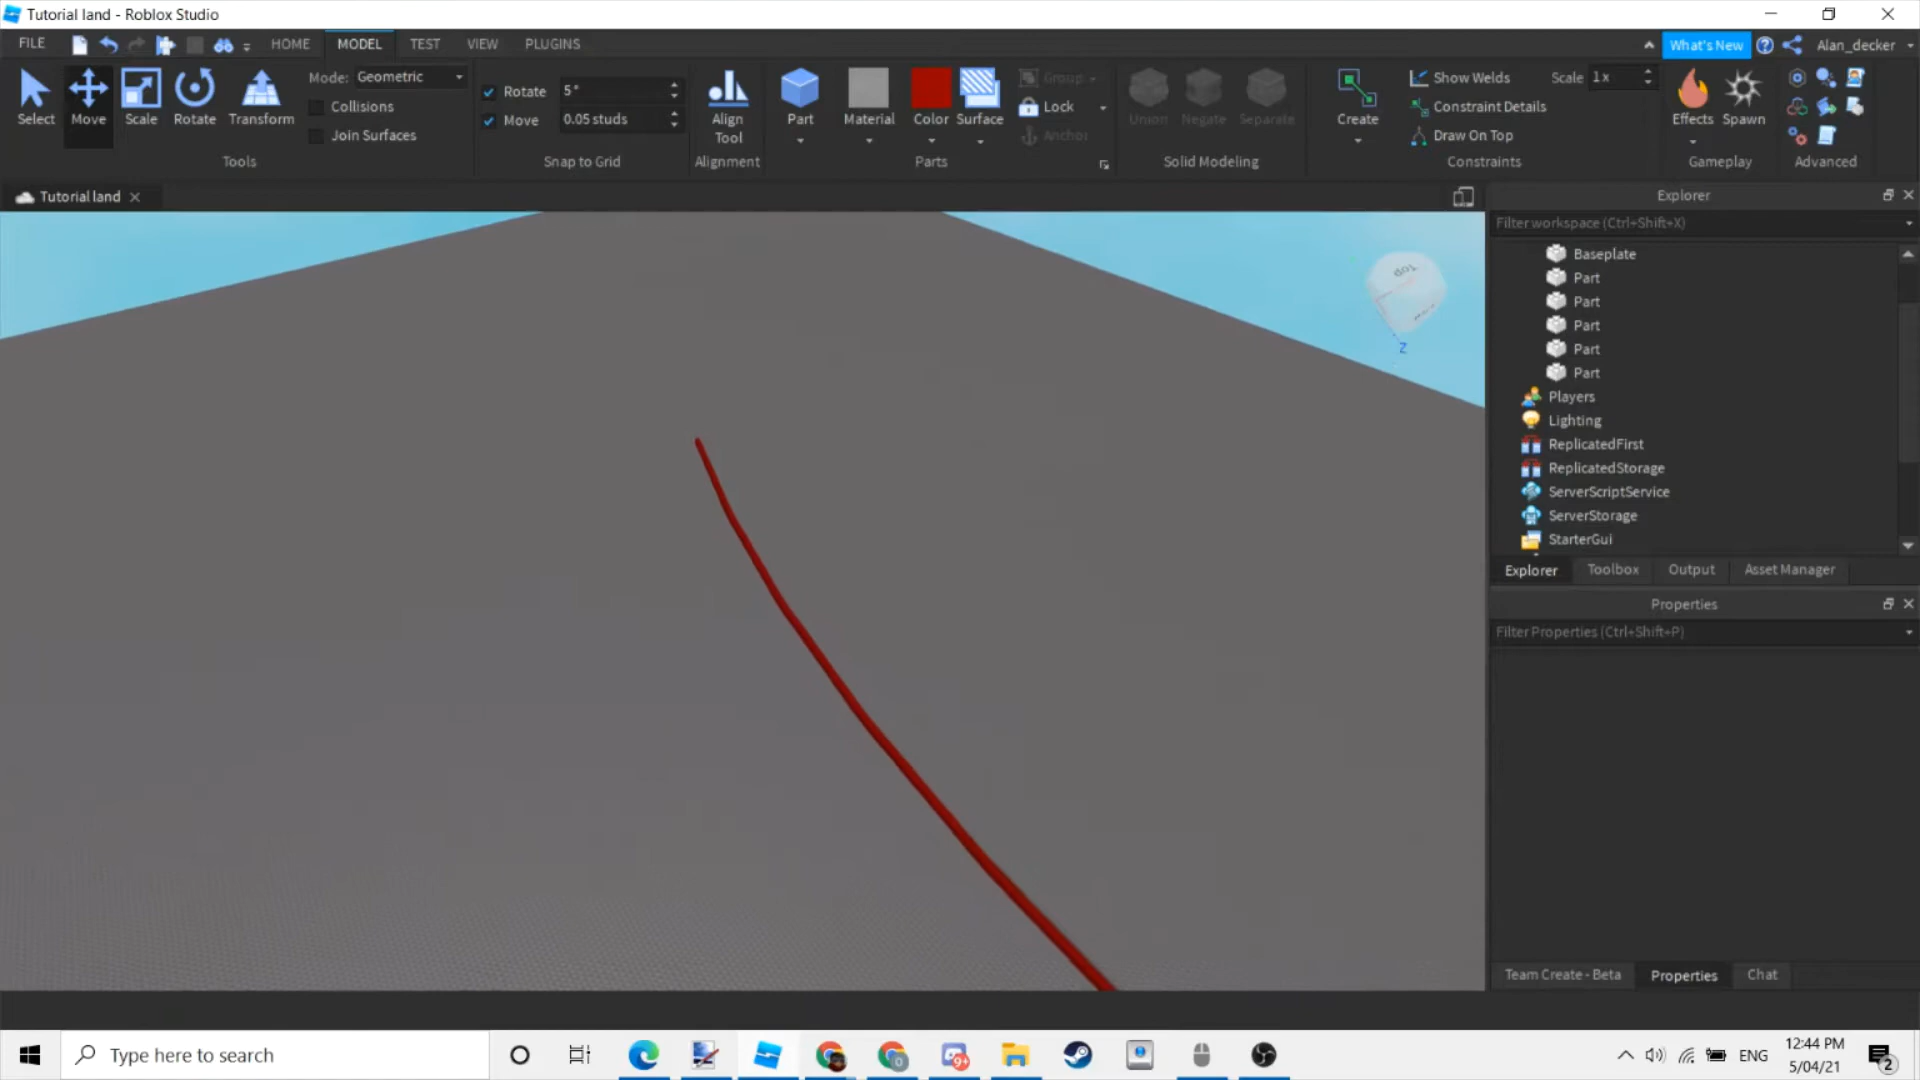 Tutorial land - Roblox Studio
FILE HOME MODEL TEST VIEW PLUGINS What's New Alan_decker
Select Move Scale Rotate Transform
Mode: Geometric
Collisions
Join Surfaces
Tools
Rotate 5°
Move 0.05 studs
Snap to Grid
Align Tool
Alignment
Part Material Color Surface
Group
Lock
Anchor
Parts
Union Negate Separate
Solid Modeling
Create
Show Welds Scale 1x
Constraint Details
Draw On Top
Constraints
Effects Spawn
Gameplay
Advanced
Tutorial land
Explorer
Filter workspace (Ctrl+Shift+X)
Baseplate
Part
Part
Part
Part
Part
Players
Lighting
ReplicatedFirst
ReplicatedStorage
ServerScriptService
ServerStorage
StarterGui
Explorer Toolbox Output Asset Manager
Properties
Filter Properties (Ctrl+Shift+P)
Team Create - Beta Properties Chat
Top
Z
Type here to search
9+
ENG
12:44 PM
5/04/21
2